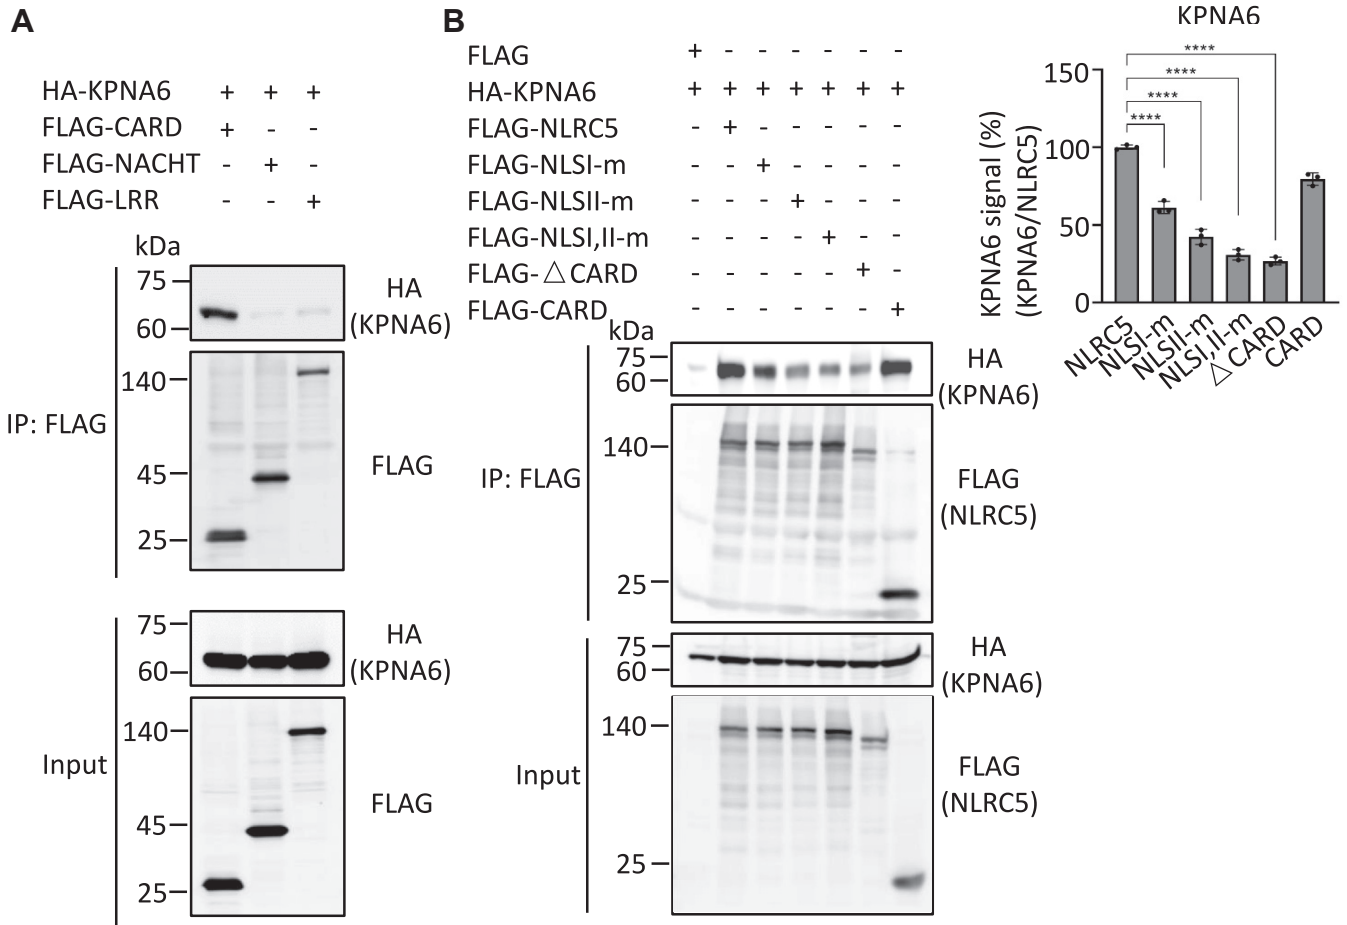 A
HA-KPNA6 + + +
FLAG-CARD + - -
FLAG-NACHT - + -
FLAG-LRR - - +
kDa
75
60
HA
(KPNA6)
140
45
25
FLAG
IP: FLAG
75
60
HA
(KPNA6)
140
45
25
FLAG
Input
B
FLAG + - - - - - -
HA-KPNA6 + + + + + + +
FLAG-NLRC5 - + - - - - -
FLAG-NLSI-m - - + - - - -
FLAG-NLSII-m - - - + - - -
FLAG-NLSI,II-m - - - - + - -
FLAG-△CARD - - - - - + -
FLAG-CARD - - - - - - +
kDa
75
60
HA
(KPNA6)
140
25
FLAG
(NLRC5)
IP: FLAG
75
60
HA
(KPNA6)
140
25
FLAG
(NLRC5)
Input
KPNA6
KPNA6 signal (%)
(KPNA6/NLRC5)
150
100
50
0
****
****
****
****
NLRC5
NLSI-m
NLSII-m
NLSI,II-m
△CARD
CARD